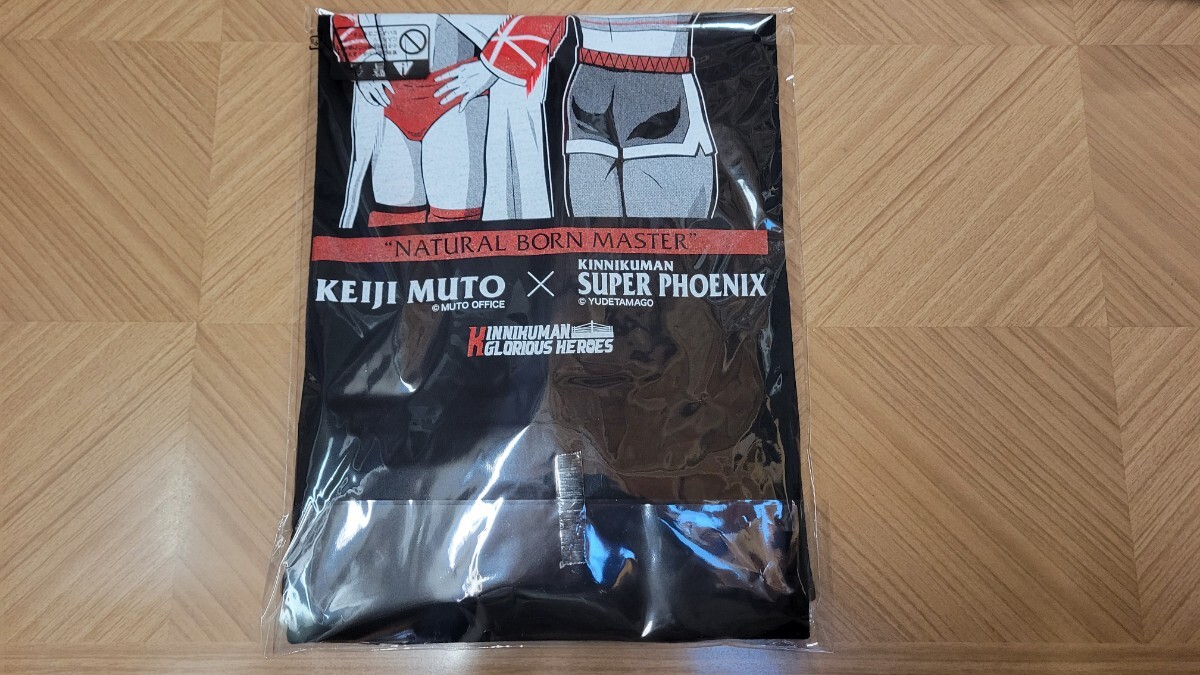 "NATURAL BORN MASTER"
KEIJI MUTO
© MUTO OFFICE
×
KINNIKUMAN
SUPER PHOENIX
© YUDETAMAGO
KINNIKUMAN
GLORIOUS HEROES